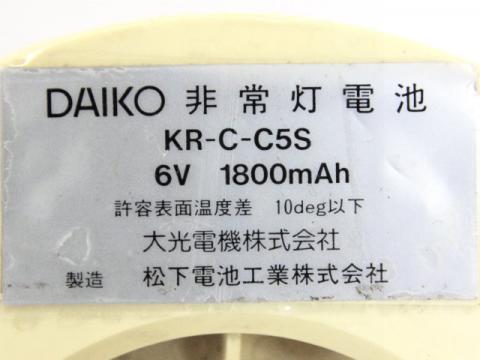 DAIKO 非常灯電池
KR-C-C5S
6V 1800mAh
許容表面温度差 10deg以下
大光電機株式会社
製造 松下電池工業株式会社